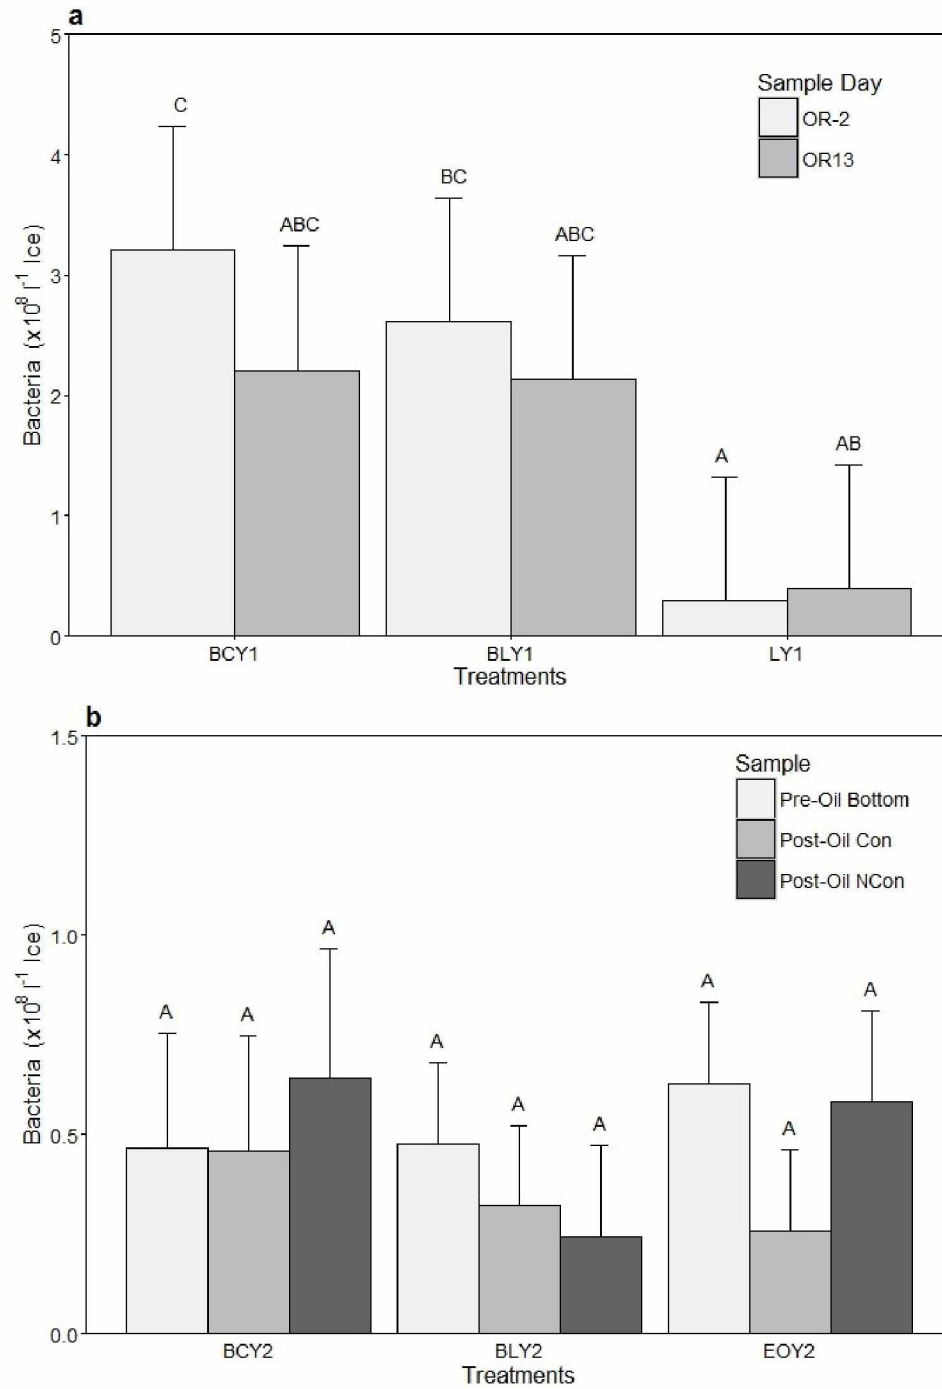 a
5
4
3
2
1
0
Bacteria (x10⁸ l⁻¹ Ice)
Sample Day
OR-2
OR13
C
ABC
BC
ABC
A
AB
BCY1 BLY1 LY1
Treatments
b
1.5
1.0
0.5
0.0
Bacteria (x10⁸ l⁻¹ Ice)
Sample
Pre-Oil Bottom
Post-Oil Con
Post-Oil NCon
A
A
A
A
A
A
A
A
A
BCY2 BLY2 EOY2
Treatments